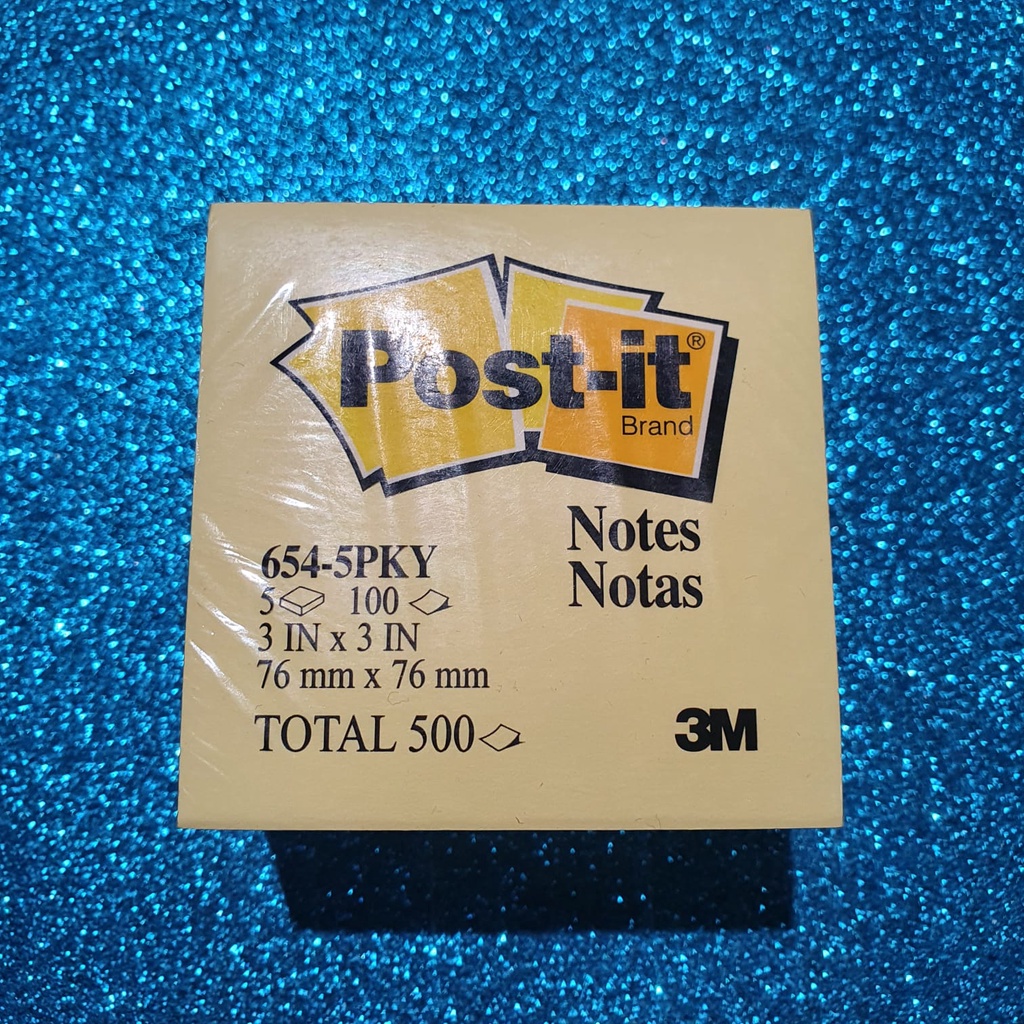 Post-it®
Brand
Notes
Notas
654-5PKY
5 100
3 IN x 3 IN
76 mm x 76 mm
TOTAL 500
3M